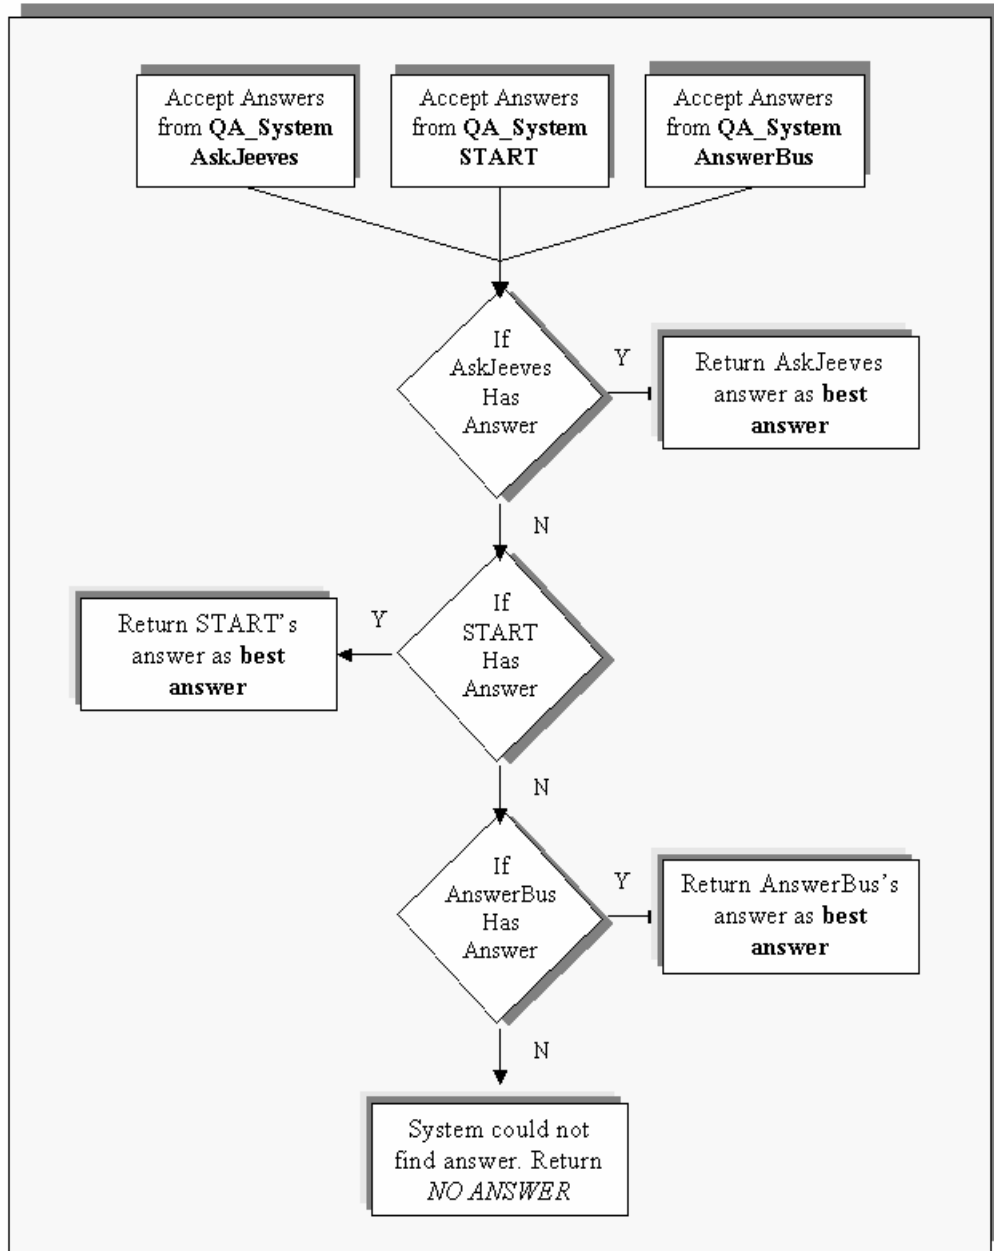 Accept Answers
from QA_System
AskJeeves
Accept Answers
from QA_System
START
Accept Answers
from QA_System
AnswerBus
If
AskJeeves
Has
Answer
Y
Return AskJeeves
answer as best
answer
N
If
START
Has
Answer
Y
Return START's
answer as best
answer
N
If
AnswerBus
Has
Answer
Y
Return AnswerBus's
answer as best
answer
N
System could not
find answer. Return
NO ANSWER